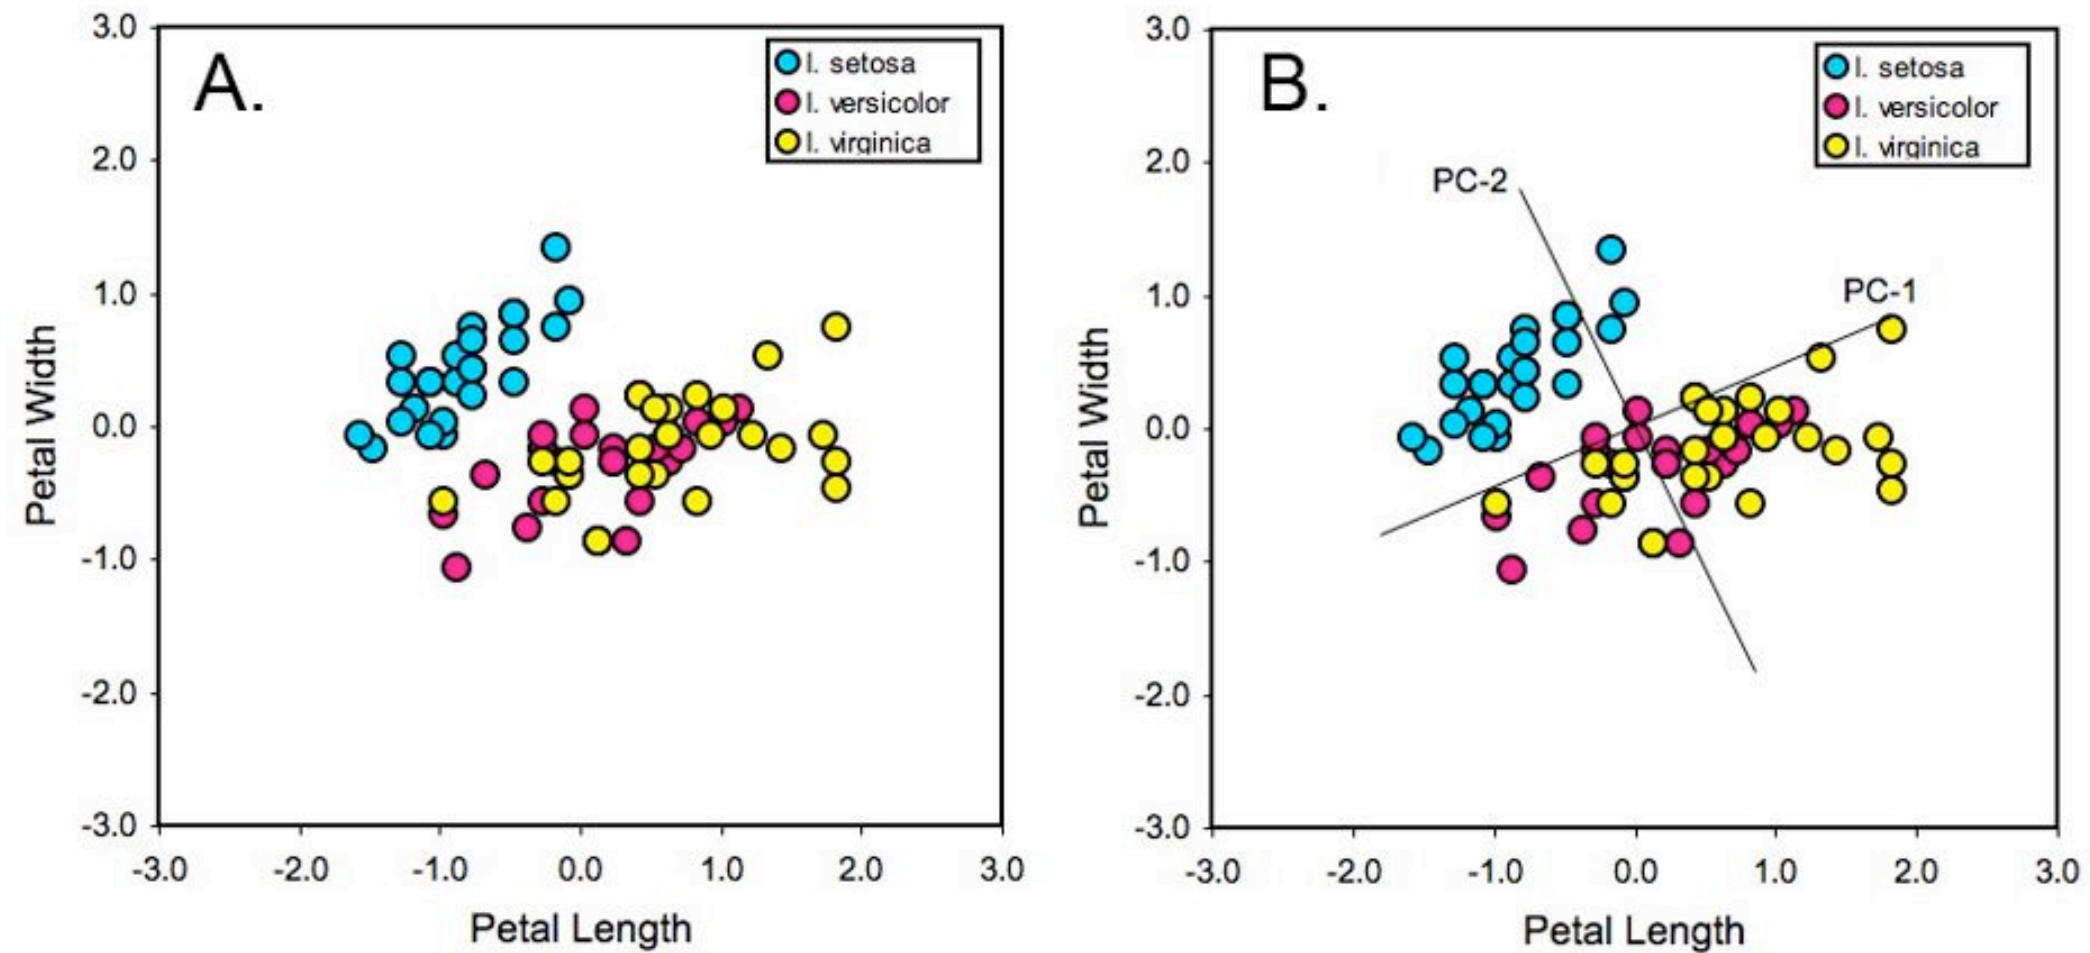 A.
I. setosa
I. versicolor
I. virginica
3.0
2.0
1.0
0.0
-1.0
-2.0
-3.0
Petal Width
-3.0 -2.0 -1.0 0.0 1.0 2.0 3.0
Petal Length
B.
I. setosa
I. versicolor
I. virginica
PC-2
PC-1
3.0
2.0
1.0
0.0
-1.0
-2.0
-3.0
Petal Width
-3.0 -2.0 -1.0 0.0 1.0 2.0 3.0
Petal Length